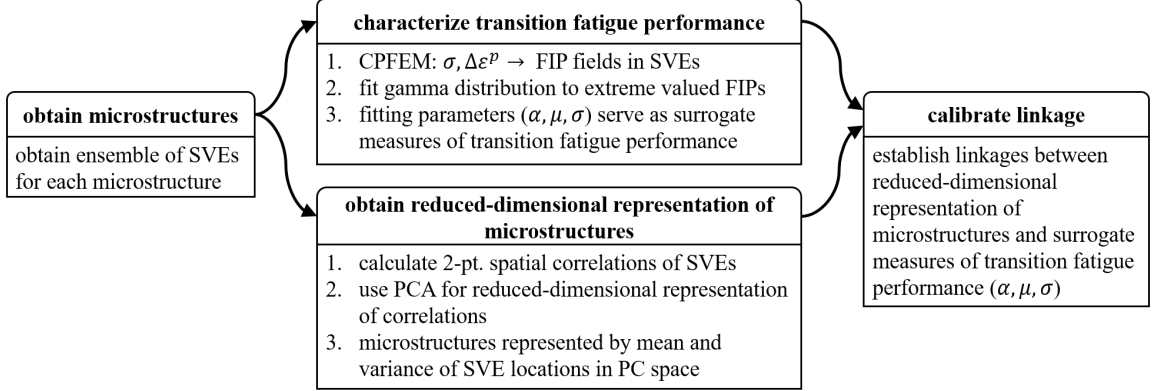 obtain microstructures
obtain ensemble of SVEs
for each microstructure
characterize transition fatigue performance
1. CPFEM: σ, Δεᵖ → FIP fields in SVEs
2. fit gamma distribution to extreme valued FIPs
3. fitting parameters (α, μ, σ) serve as surrogate
measures of transition fatigue performance
obtain reduced-dimensional representation of
microstructures
1. calculate 2-pt. spatial correlations of SVEs
2. use PCA for reduced-dimensional representation
of correlations
3. microstructures represented by mean and
variance of SVE locations in PC space
calibrate linkage
establish linkages between
reduced-dimensional
representation of
microstructures and surrogate
measures of transition fatigue
performance (α, μ, σ)